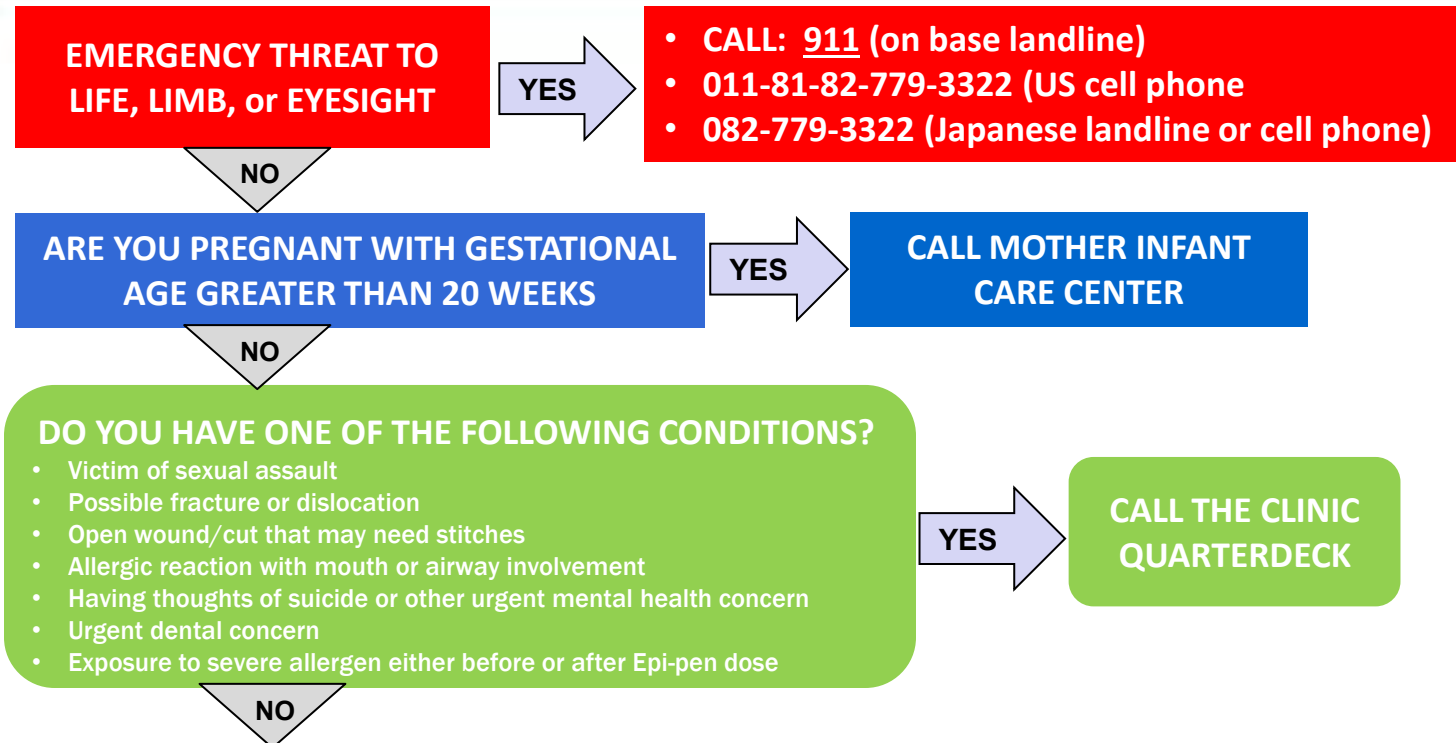 EMERGENCY THREAT TO
LIFE, LIMB, or EYESIGHT
YES
• CALL: 911 (on base landline)
• 011-81-82-779-3322 (US cell phone
• 082-779-3322 (Japanese landline or cell phone)
NO
ARE YOU PREGNANT WITH GESTATIONAL
AGE GREATER THAN 20 WEEKS
YES
CALL MOTHER INFANT
CARE CENTER
NO
DO YOU HAVE ONE OF THE FOLLOWING CONDITIONS?
• Victim of sexual assault
• Possible fracture or dislocation
• Open wound/cut that may need stitches
• Allergic reaction with mouth or airway involvement
• Having thoughts of suicide or other urgent mental health concern
• Urgent dental concern
• Exposure to severe allergen either before or after Epi-pen dose
YES
CALL THE CLINIC
QUARTERDECK
NO